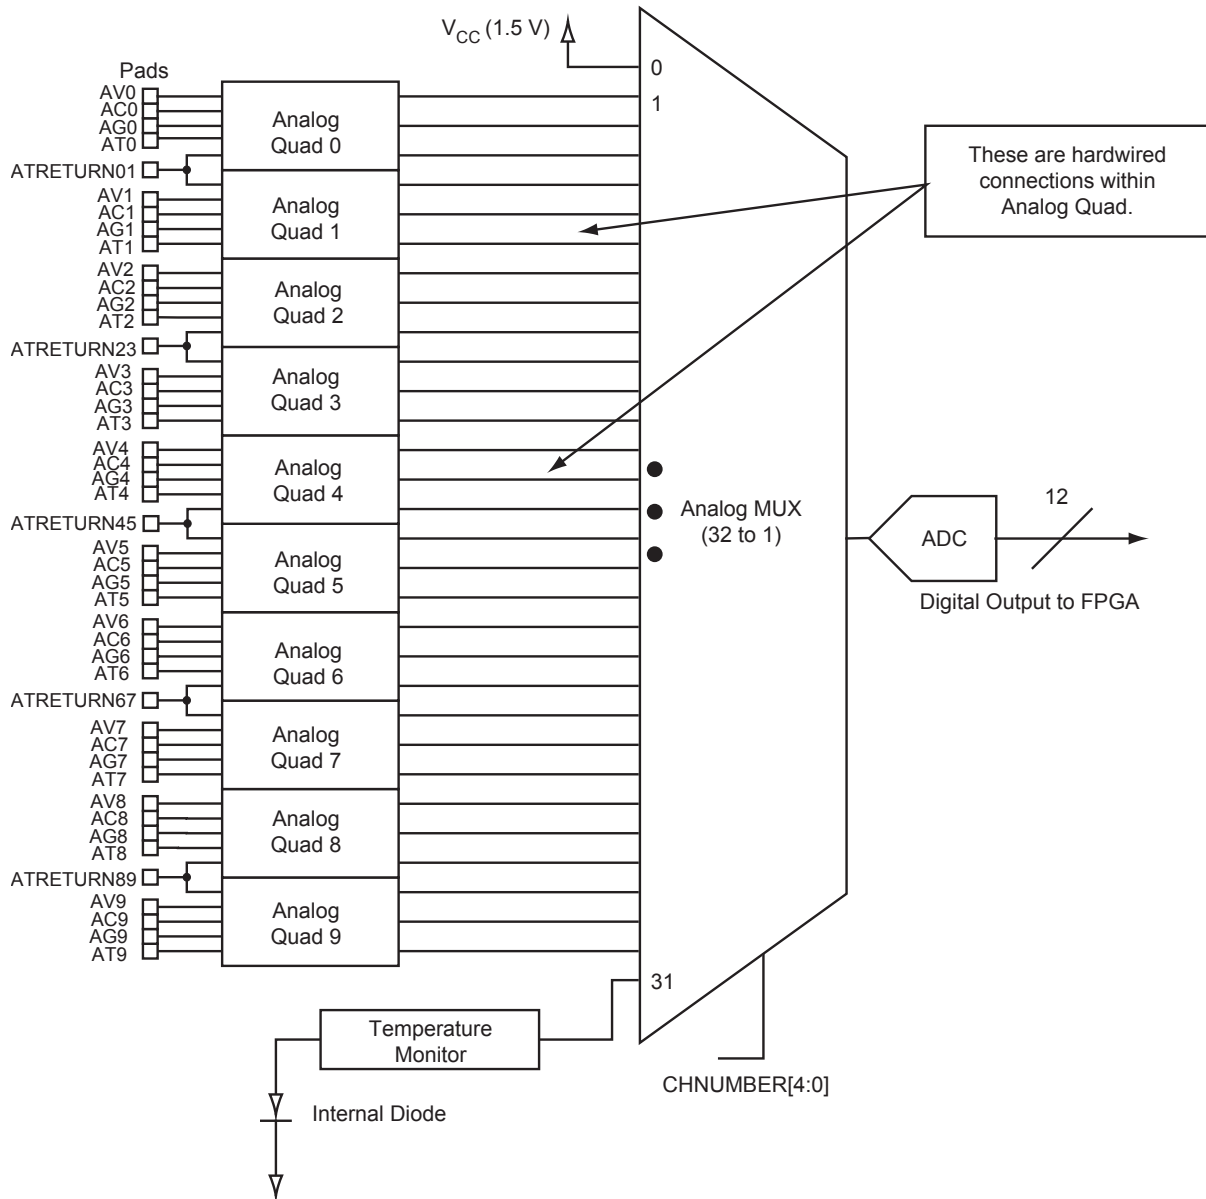 V_CC (1.5 V)
Pads
0
1
AV0
AC0
AG0
AT0
Analog
Quad 0
ATRETURN01
AV1
AC1
AG1
AT1
Analog
Quad 1
AV2
AC2
AG2
AT2
Analog
Quad 2
ATRETURN23
AV3
AC3
AG3
AT3
Analog
Quad 3
AV4
AC4
AG4
AT4
Analog
Quad 4
ATRETURN45
AV5
AC5
AG5
AT5
Analog
Quad 5
AV6
AC6
AG6
AT6
Analog
Quad 6
ATRETURN67
AV7
AC7
AG7
AT7
Analog
Quad 7
AV8
AC8
AG8
AT8
Analog
Quad 8
ATRETURN89
AV9
AC9
AG9
AT9
Analog
Quad 9
These are hardwired
connections within
Analog Quad.
Analog MUX
(32 to 1)
ADC
12
Digital Output to FPGA
31
Temperature
Monitor
CHNUMBER[4:0]
Internal Diode